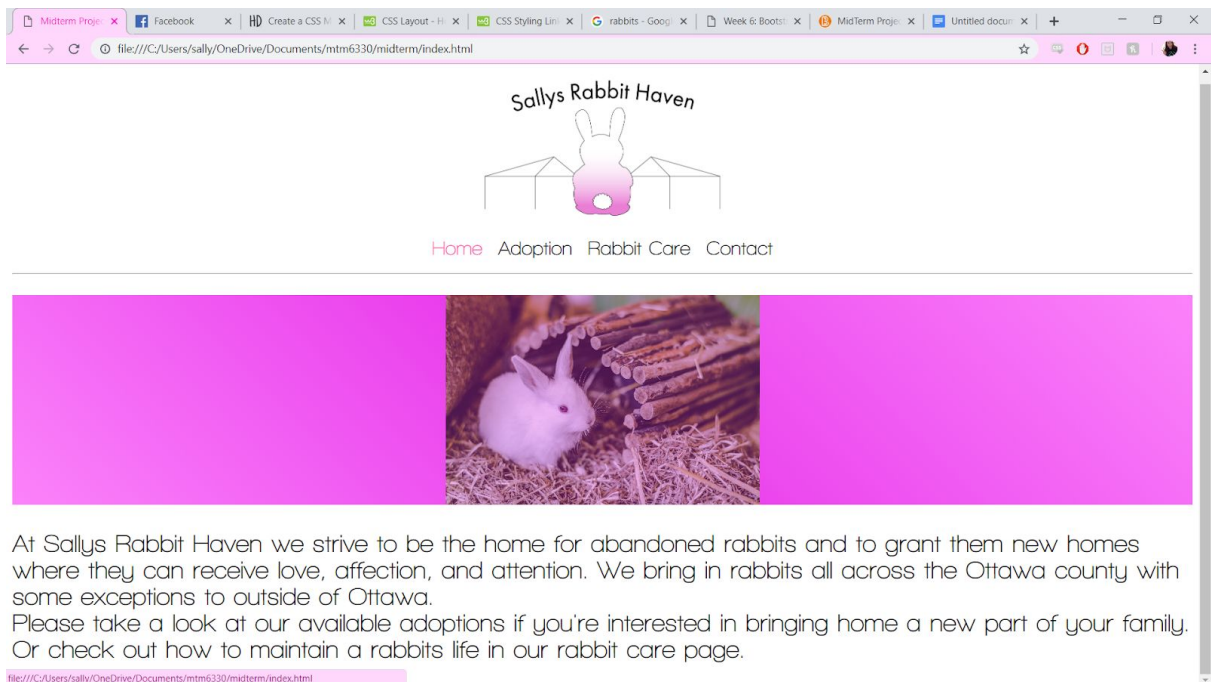 Midterm Projec
Facebook
HD Create a CSS M
CSS Layout - H
CSS Styling Lin
rabbits - Googl
Week 6: Bootst
MidTerm Projec
Untitled docum
file:///C:/Users/sally/OneDrive/Documents/mtm6330/midterm/index.html
Sallys Rabbit Haven
Home Adoption Rabbit Care Contact
At Sallys Rabbit Haven we strive to be the home for abandoned rabbits and to grant them new homes
where they can receive love, affection, and attention. We bring in rabbits all across the Ottawa county with
some exceptions to outside of Ottawa.
Please take a look at our available adoptions if you're interested in bringing home a new part of your family.
Or check out how to maintain a rabbits life in our rabbit care page.
file:///C:/Users/sally/OneDrive/Documents/mtm6330/midterm/index.html